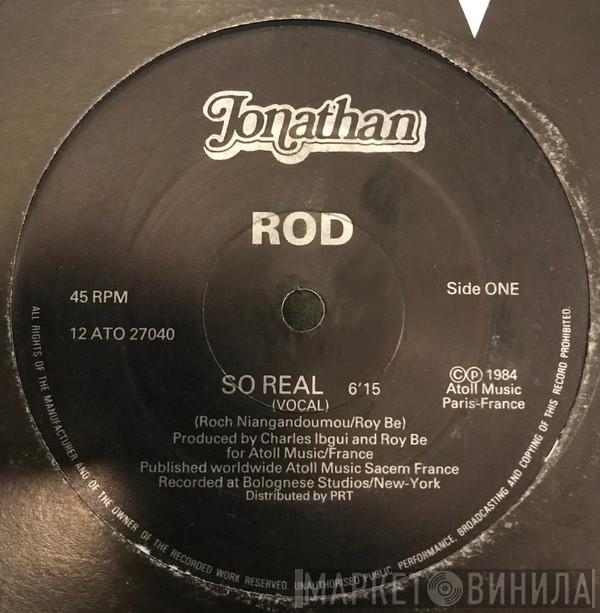 Jonathan
ROD
45 RPM
Side ONE
12 ATO 27040
SO REAL 6'15
(VOCAL)
©℗ 1984
Atoll Music
Paris-France
(Roch Niangandoumou/Roy Be)
Produced by Charles Ibgui and Roy Be
for Atoll Music/France
Published worldwide Atoll Music Sacem France
Recorded at Bolognese Studios/New-York
Distributed by PRT
ALL RIGHTS OF THE MANUFACTURER AND OF THE OWNER OF THE RECORDED WORK RESERVED. UNAUTHORISED PUBLIC PERFORMANCE, BROADCASTING AND COPYING OF THIS RECORD PROHIBITED.
МАРКЕТ ВИНИЛА